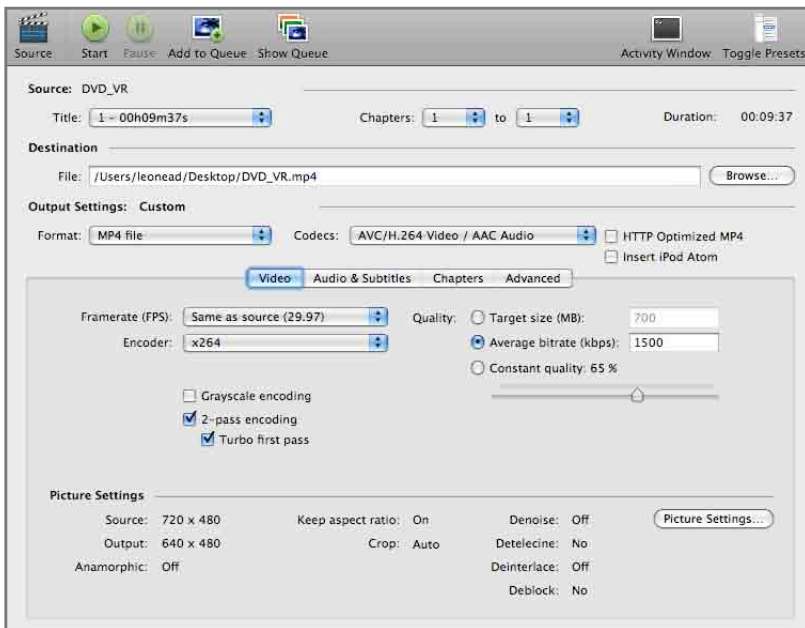 Source Start Pause Add to Queue Show Queue Activity Window Toggle Presets
Source: DVD_VR
Title: 1 - 00h09m37s Chapters: 1 to 1 Duration: 00:09:37
Destination
File: /Users/leonead/Desktop/DVD_VR.mp4 Browse...
Output Settings: Custom
Format: MP4 file Codecs: AVC/H.264 Video / AAC Audio HTTP Optimized MP4
Insert iPod Atom
Video Audio & Subtitles Chapters Advanced
Framerate (FPS): Same as source (29.97) Quality: Target size (MB): 700
Encoder: x264 Average bitrate (kbps): 1500
Constant quality: 65 %
Grayscale encoding
2-pass encoding
Turbo first pass
Picture Settings
Source: 720 x 480 Keep aspect ratio: On Denoise: Off Picture Settings...
Output: 640 x 480 Crop: Auto Detelecine: No
Anamorphic: Off Deinterlace: Off
Deblock: No